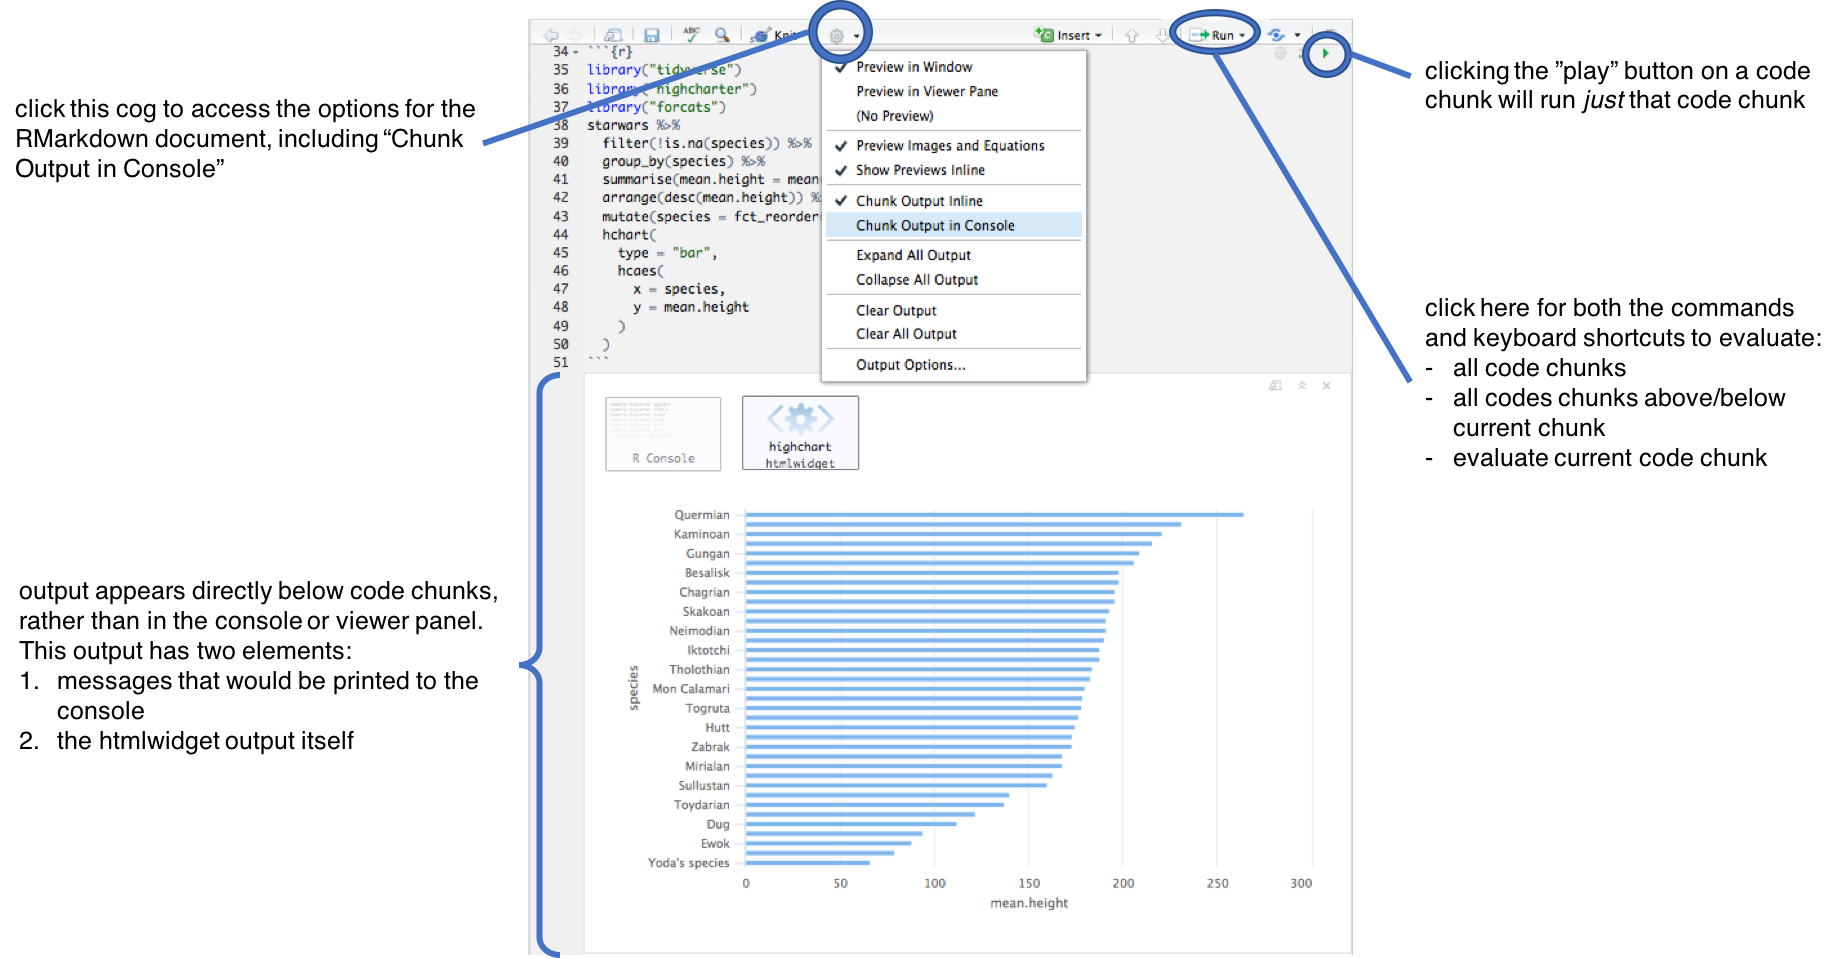 click this cog to access the options for the
RMarkdown document, including “Chunk
Output in Console”
output appears directly below code chunks,
rather than in the console or viewer panel.
This output has two elements:
1. messages that would be printed to the
console
2. the htmlwidget output itself
ABC
Knit
Insert
Run
34 ```{r}
35 library("tidyverse")
36 library("highcharter")
37 library("forcats")
38 starwars %>%
39 filter(!is.na(species)) %>%
40 group_by(species) %>%
41 summarise(mean.height = mean
42 arrange(desc(mean.height)) %>
43 mutate(species = fct_reorder
44 hchart(
45 type = "bar",
46 hcaes(
47 x = species,
48 y = mean.height
49 )
50 )
51 ```
Preview in Window
Preview in Viewer Pane
(No Preview)
Preview Images and Equations
Show Previews Inline
Chunk Output Inline
Chunk Output in Console
Expand All Output
Collapse All Output
Clear Output
Clear All Output
Output Options...
R Console
highchart
htmlwidget
species
Quermian
Kaminoan
Gungan
Besalisk
Chagrian
Skakoan
Neimodian
Iktotchi
Tholothian
Mon Calamari
Togruta
Hutt
Zabrak
Mirialan
Sullustan
Toydarian
Dug
Ewok
Yoda's species
0 50 100 150 200 250 300
mean.height
clicking the ”play” button on a code
chunk will run just that code chunk
click here for both the commands
and keyboard shortcuts to evaluate:
- all code chunks
- all codes chunks above/below
current chunk
- evaluate current code chunk